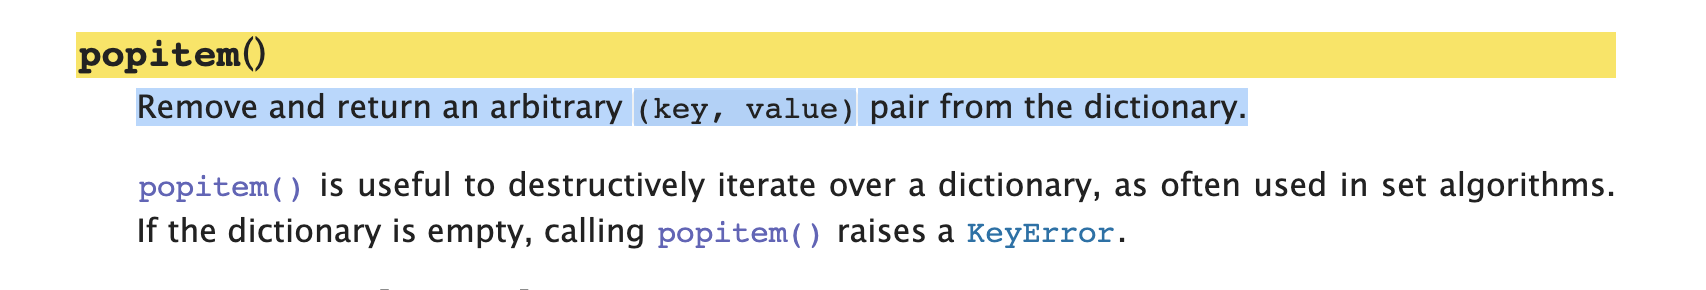 popitem()
Remove and return an arbitrary (key, value) pair from the dictionary.
popitem() is useful to destructively iterate over a dictionary, as often used in set algorithms.
If the dictionary is empty, calling popitem() raises a KeyError.